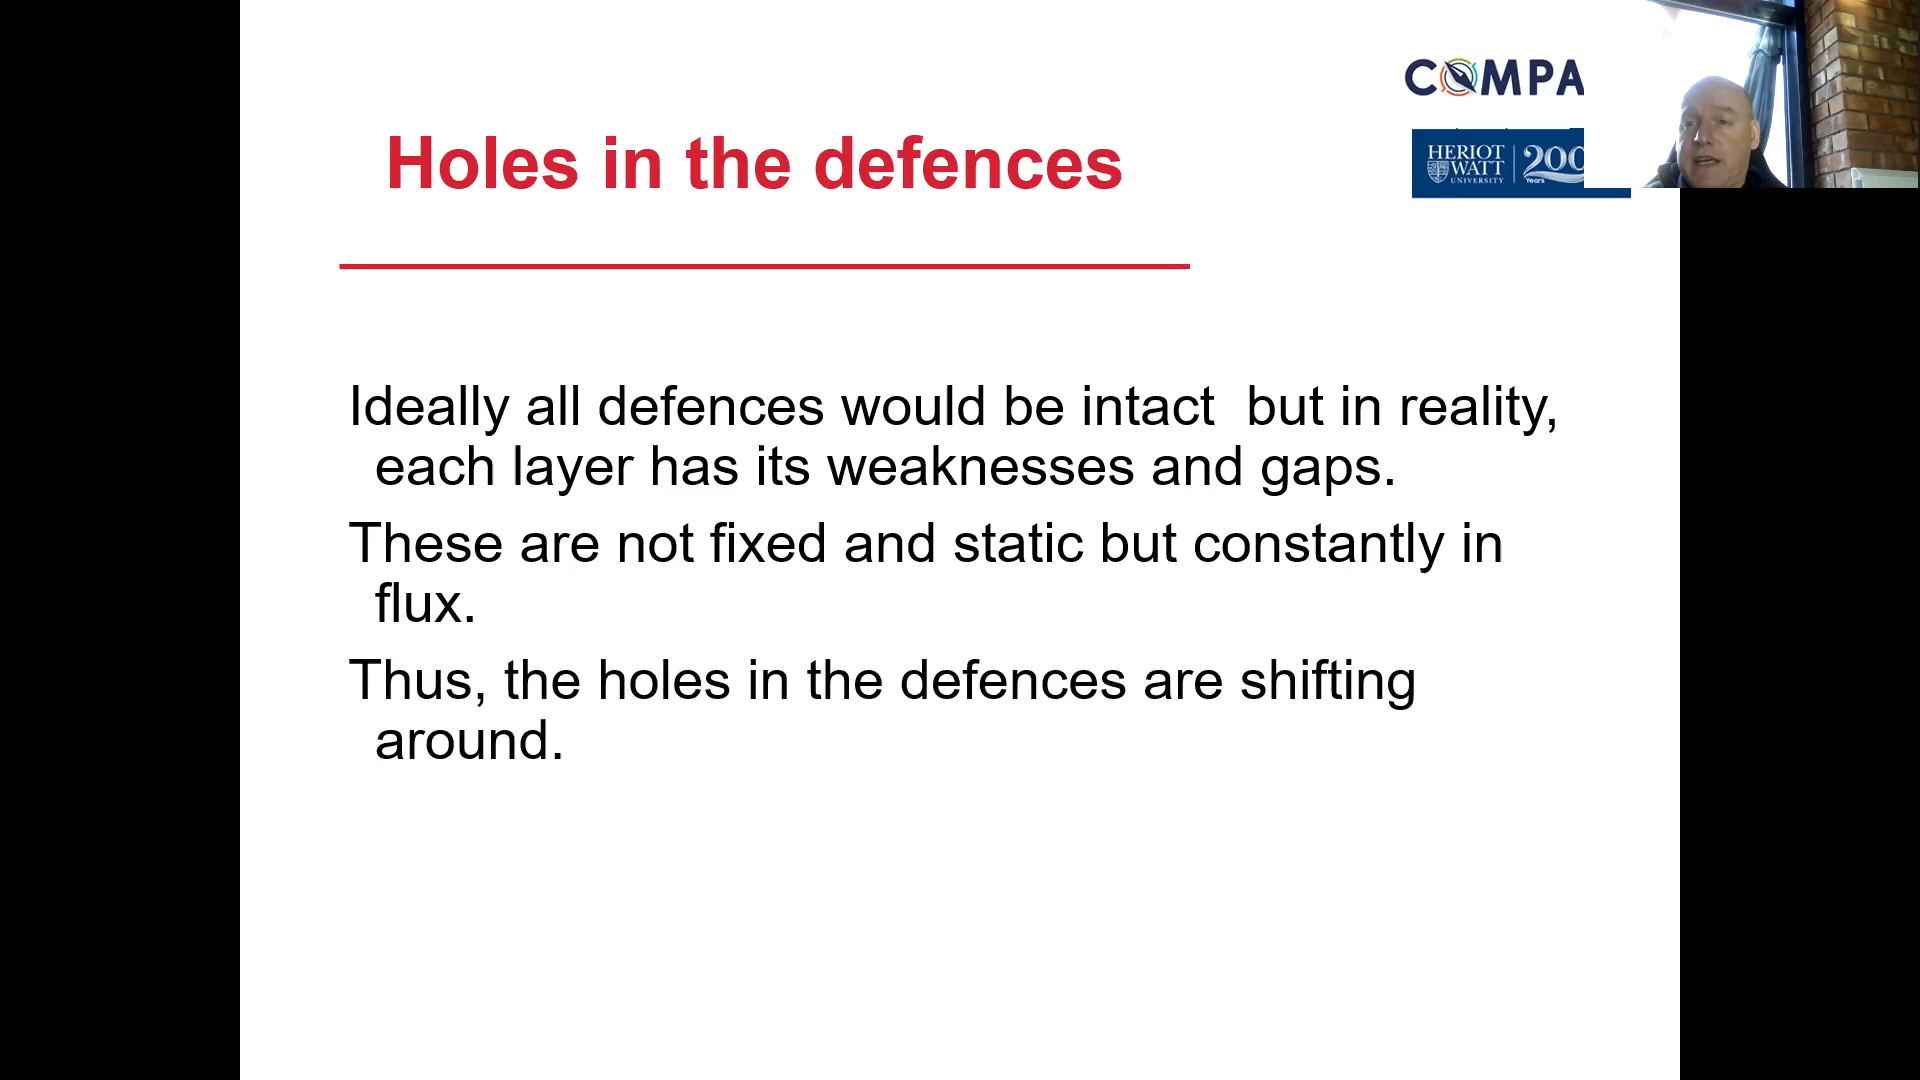 COMPA
Holes in the defences
HERIOT
WATT
UNIVERSITY
200
Years
Ideally all defences would be intact  but in reality,
each layer has its weaknesses and gaps.
These are not fixed and static but constantly in
flux.
Thus, the holes in the defences are shifting
around.